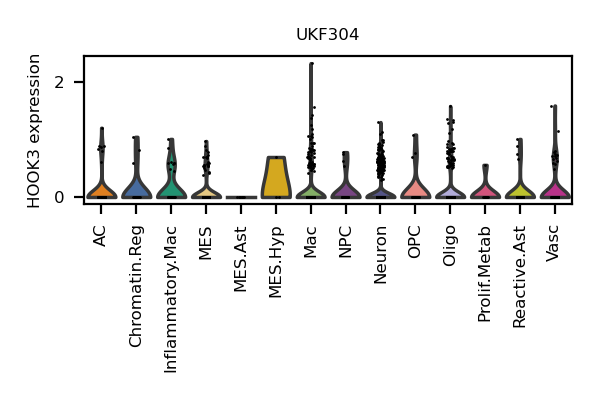 UKF304
HOOK3 expression
2
0
AC
Chromatin.Reg
Inflammatory.Mac
MES
MES.Ast
MES.Hyp
Mac
NPC
Neuron
OPC
Oligo
Prolif.Metab
Reactive.Ast
Vasc